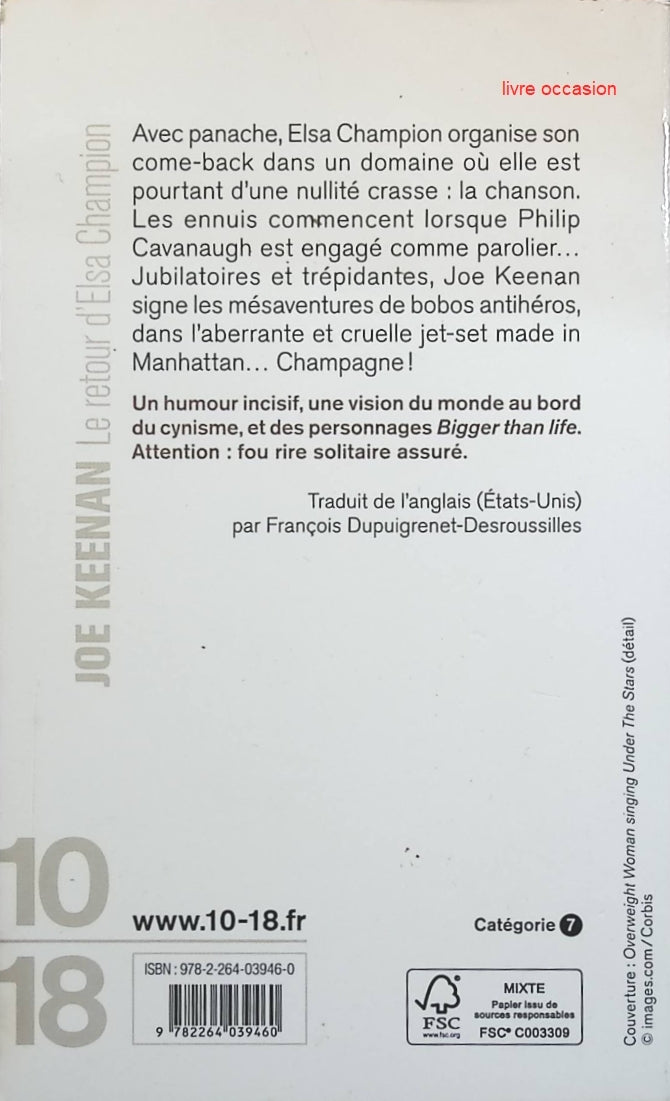 livre occasion
Avec panache, Elsa Champion organise son
come-back dans un domaine où elle est
pourtant d'une nullité crasse : la chanson.
Les ennuis commencent lorsque Philip
Cavanaugh est engagé comme parolier...
Jubilatoires et trépidantes, Joe Keenan
signe les mésaventures de bobos antihéros,
dans l'aberrante et cruelle jet-set made in
Manhattan... Champagne !
Un humour incisif, une vision du monde au bord
du cynisme, et des personnages Bigger than life.
Attention : fou rire solitaire assuré.
Traduit de l'anglais (États-Unis)
par François Dupuigrenet-Desroussilles
JOE KEENAN Le retour d'Elsa Champion
Couverture : Overweight Woman singing Under The Stars (détail)
© images.com / Corbis
10
18
www.10-18.fr
Catégorie 7
ISBN : 978-2-264-03946-0
9 782264 039460
FSC
www.fsc.org
MIXTE
Papier issu de
sources responsables
FSC® C003309